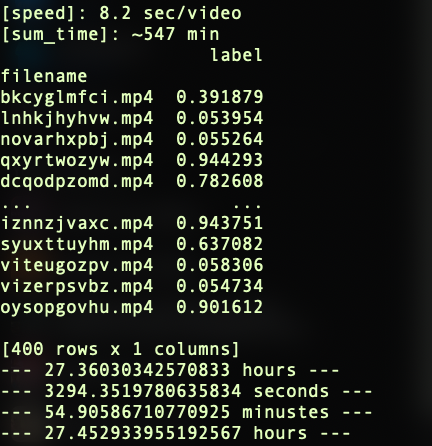 [speed]: 8.2 sec/video
[sum_time]: ~547 min
label
filename
bkcyglmfci.mp4 0.391879
lnhkjhyhvw.mp4 0.053954
novarhxpbj.mp4 0.055264
qxyrtwozyw.mp4 0.944293
dcqodpzomd.mp4 0.782608
... ...
iznnzjvaxc.mp4 0.943751
syuxttuyhm.mp4 0.637082
viteugozpv.mp4 0.058306
vizerpsvbz.mp4 0.054734
oysopgovhu.mp4 0.901612
[400 rows x 1 columns]
--- 27.36030342570833 hours ---
--- 3294.3519780635834 seconds ---
--- 54.90586710770925 minustes ---
--- 27.452933955192567 hours ---